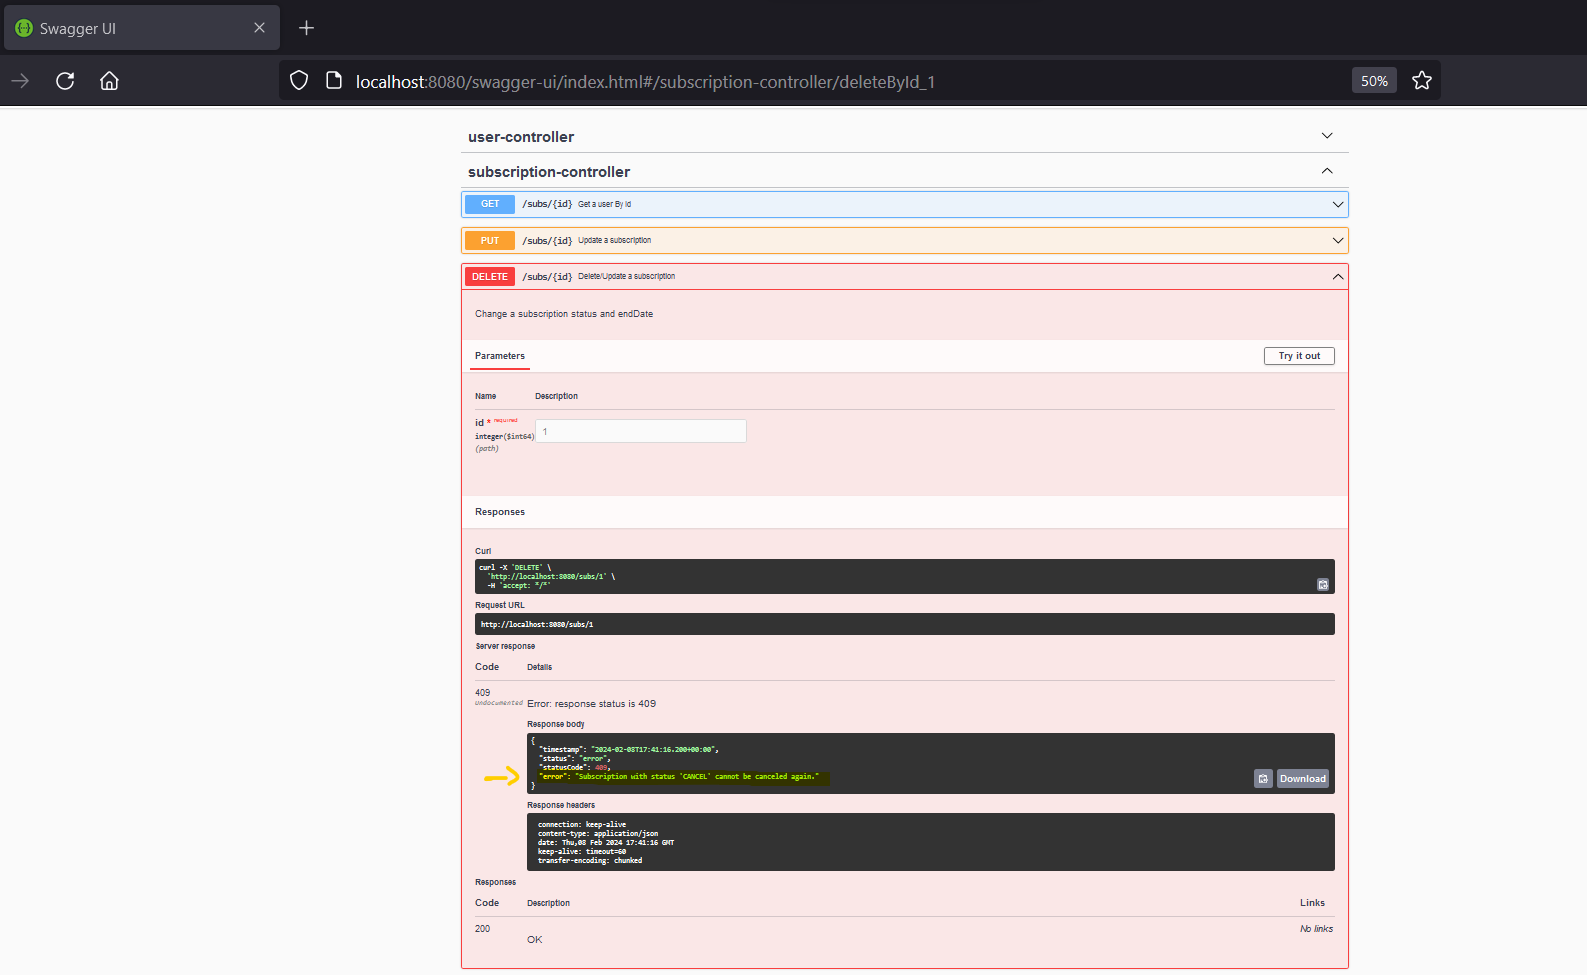 Swagger UI
localhost:8080/swagger-ui/index.html#/subscription-controller/deleteById_1
50%
user-controller
subscription-controller
GET /subs/{id} Get a user By Id
PUT /subs/{id} Update a subscription
DELETE /subs/{id} Delete/Update a subscription
Change a subscription status and endDate
Parameters
Try it out
Name Description
id * required
integer($int64)
(path)
1
Responses
Curl
curl -X 'DELETE' \
'http://localhost:8080/subs/1' \
-H 'accept: */*'
Request URL
http://localhost:8080/subs/1
Server response
Code Details
409
Undocumented
Error: response status is 409
Response body
{
"timestamp": "2024-02-08T17:41:16.200+00:00",
"status": "error",
"statusCode": 409,
"error": "Subscription with status 'CANCEL' cannot be canceled again."
}
Download
Response headers
connection: keep-alive
content-type: application/json
date: Thu,08 Feb 2024 17:41:16 GMT
keep-alive: timeout=60
transfer-encoding: chunked
Responses
Code Description Links
200
OK
No links